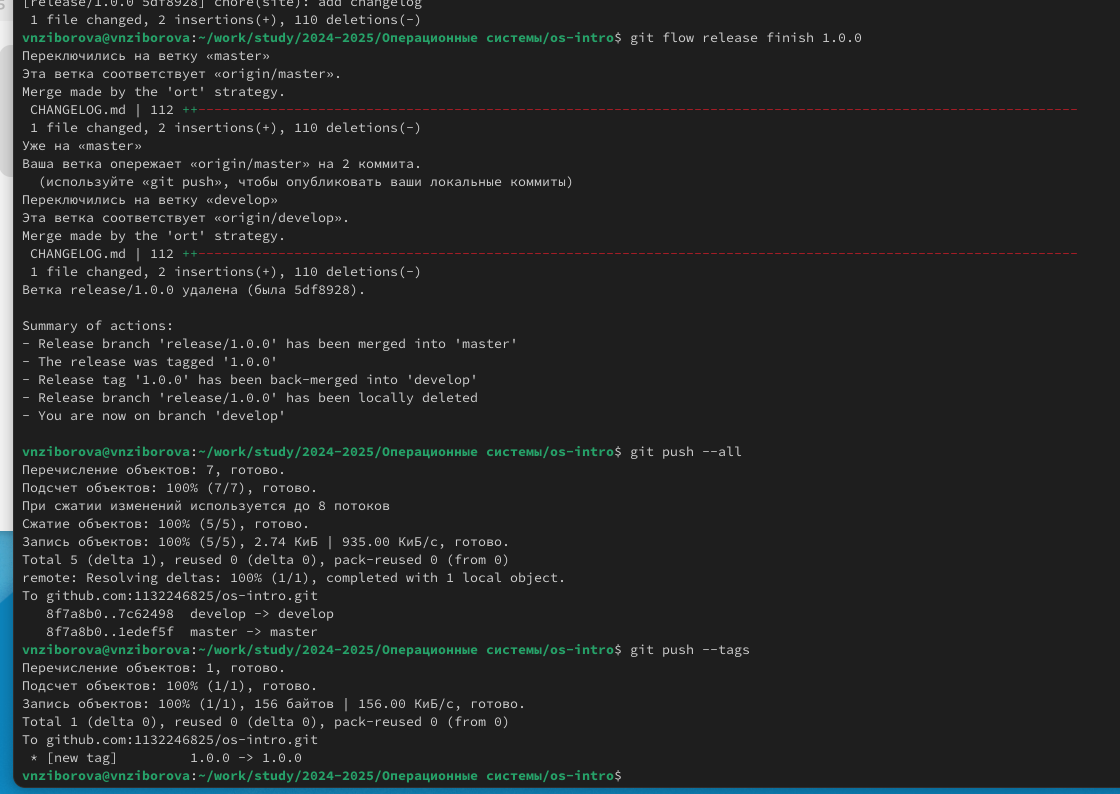 [release/1.0.0 5df8928] chore(site): add changelog
 1 file changed, 2 insertions(+), 110 deletions(-)
vnziborova@vnziborova:~/work/study/2024-2025/Операционные системы/os-intro$ git flow release finish 1.0.0
Переключились на ветку «master»
Эта ветка соответствует «origin/master».
Merge made by the 'ort' strategy.
 CHANGELOG.md | 112 ++--------------------------------------------------------------------------------------------------------------
 1 file changed, 2 insertions(+), 110 deletions(-)
Уже на «master»
Ваша ветка опережает «origin/master» на 2 коммита.
  (используйте «git push», чтобы опубликовать ваши локальные коммиты)
Переключились на ветку «develop»
Эта ветка соответствует «origin/develop».
Merge made by the 'ort' strategy.
 CHANGELOG.md | 112 ++--------------------------------------------------------------------------------------------------------------
 1 file changed, 2 insertions(+), 110 deletions(-)
Ветка release/1.0.0 удалена (была 5df8928).
Summary of actions:
- Release branch 'release/1.0.0' has been merged into 'master'
- The release was tagged '1.0.0'
- Release tag '1.0.0' has been back-merged into 'develop'
- Release branch 'release/1.0.0' has been locally deleted
- You are now on branch 'develop'
vnziborova@vnziborova:~/work/study/2024-2025/Операционные системы/os-intro$ git push --all
Перечисление объектов: 7, готово.
Подсчет объектов: 100% (7/7), готово.
При сжатии изменений используется до 8 потоков
Сжатие объектов: 100% (5/5), готово.
Запись объектов: 100% (5/5), 2.74 КиБ | 935.00 КиБ/с, готово.
Total 5 (delta 1), reused 0 (delta 0), pack-reused 0 (from 0)
remote: Resolving deltas: 100% (1/1), completed with 1 local object.
To github.com:1132246825/os-intro.git
   8f7a8b0..7c62498  develop -> develop
   8f7a8b0..1edef5f  master -> master
vnziborova@vnziborova:~/work/study/2024-2025/Операционные системы/os-intro$ git push --tags
Перечисление объектов: 1, готово.
Подсчет объектов: 100% (1/1), готово.
Запись объектов: 100% (1/1), 156 байтов | 156.00 КиБ/с, готово.
Total 1 (delta 0), reused 0 (delta 0), pack-reused 0 (from 0)
To github.com:1132246825/os-intro.git
 * [new tag]         1.0.0 -> 1.0.0
vnziborova@vnziborova:~/work/study/2024-2025/Операционные системы/os-intro$